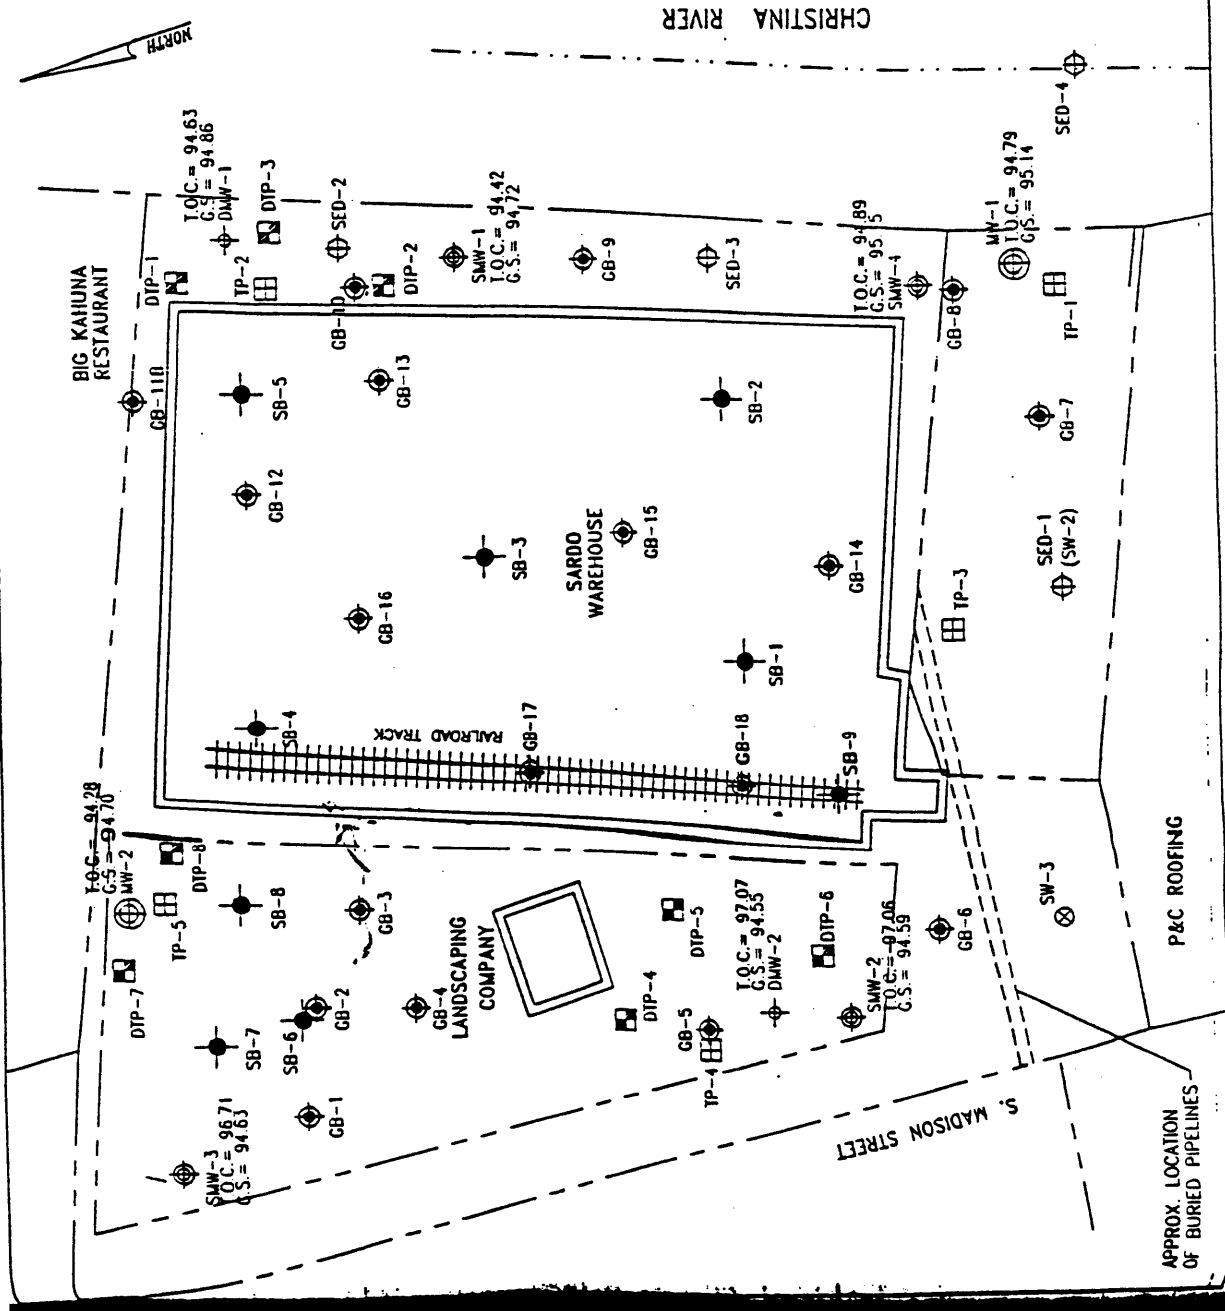 CHRISTINA RIVER
NORTH
T.O.C.= 94.63
G.S.= 94.86
DMW-1
DTP-3
SED-2
SED-4
BIG KAHUNA
RESTAURANT
DTP-1
TP-2
GB-10
DTP-2
SMW-1
T.O.C.= 94.42
G.S.= 94.72
GB-9
SED-3
T.O.C.= 94.89
SMW-4
GB-8
MW-1
T.O.C.= 94.79
G.S.= 95.14
TP-1
SB-5
GB-13
SB-2
GB-7
GB-12
SB-3
SARDO
WAREHOUSE
GB-15
GB-14
SED-1
(SW-2)
GB-16
TP-3
SB-1
SB-4
RAILROAD TRACK
GB-17
GB-18
SB-9
T.O.C.= 94.28
G.S.= 94.70
MW-2
DTP-8
TP-5
SB-8
GB-3
DTP-7
LANDSCAPING
COMPANY
DTP-5
T.O.C.= 97.07
G.S.= 94.55
DMW-2
DTP-6
SMW-2
T.O.C.= 97.06
G.S.= 94.59
GB-6
SW-3
P&C ROOFING
SB-7
SB-6
GB-2
GB-4
DTP-4
GB-5
TP-4
GB-1
SMW-3
T.O.C.= 96.71
G.S.= 94.63
S. MADISON STREET
APPROX. LOCATION
OF BURIED PIPELINES